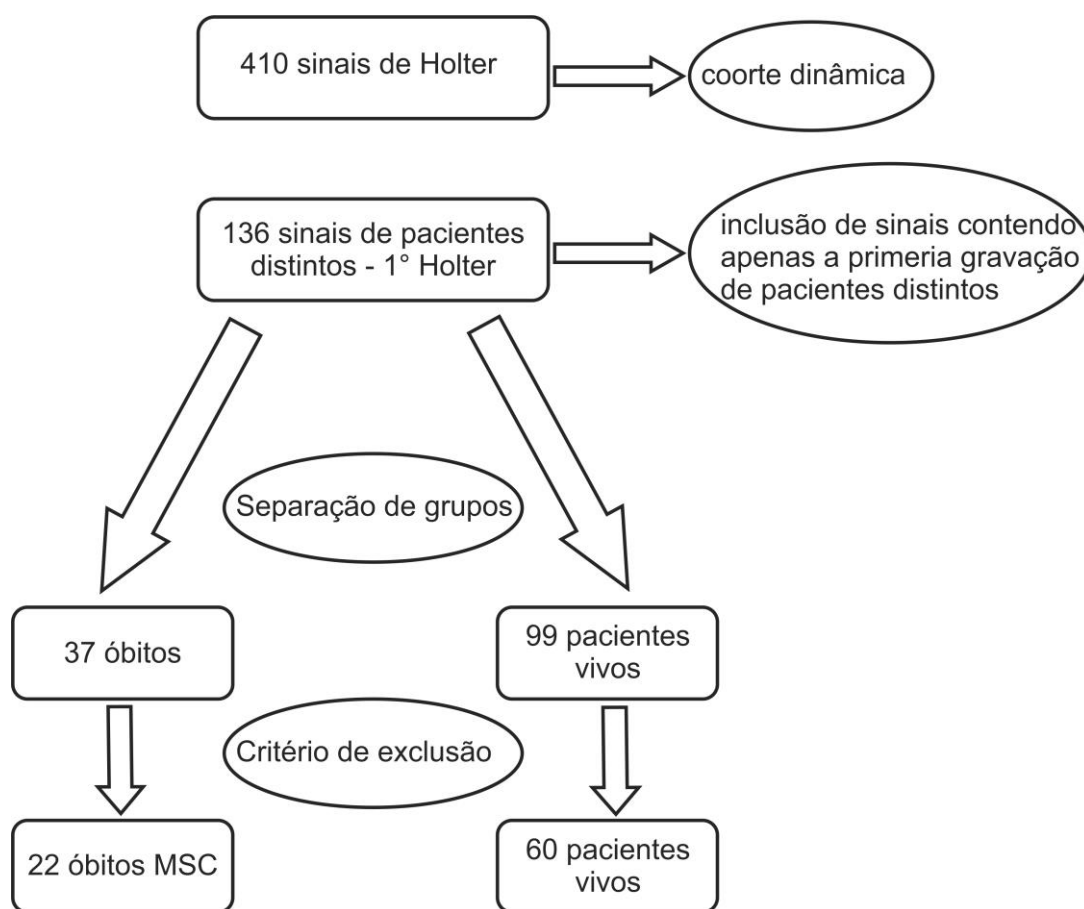 410 sinais de Holter
coorte dinâmica
136 sinais de pacientes
distintos - 1° Holter
inclusão de sinais contendo
apenas a primeria gravação
de pacientes distintos
Separação de grupos
37 óbitos
99 pacientes
vivos
Critério de exclusão
22 óbitos MSC
60 pacientes
vivos